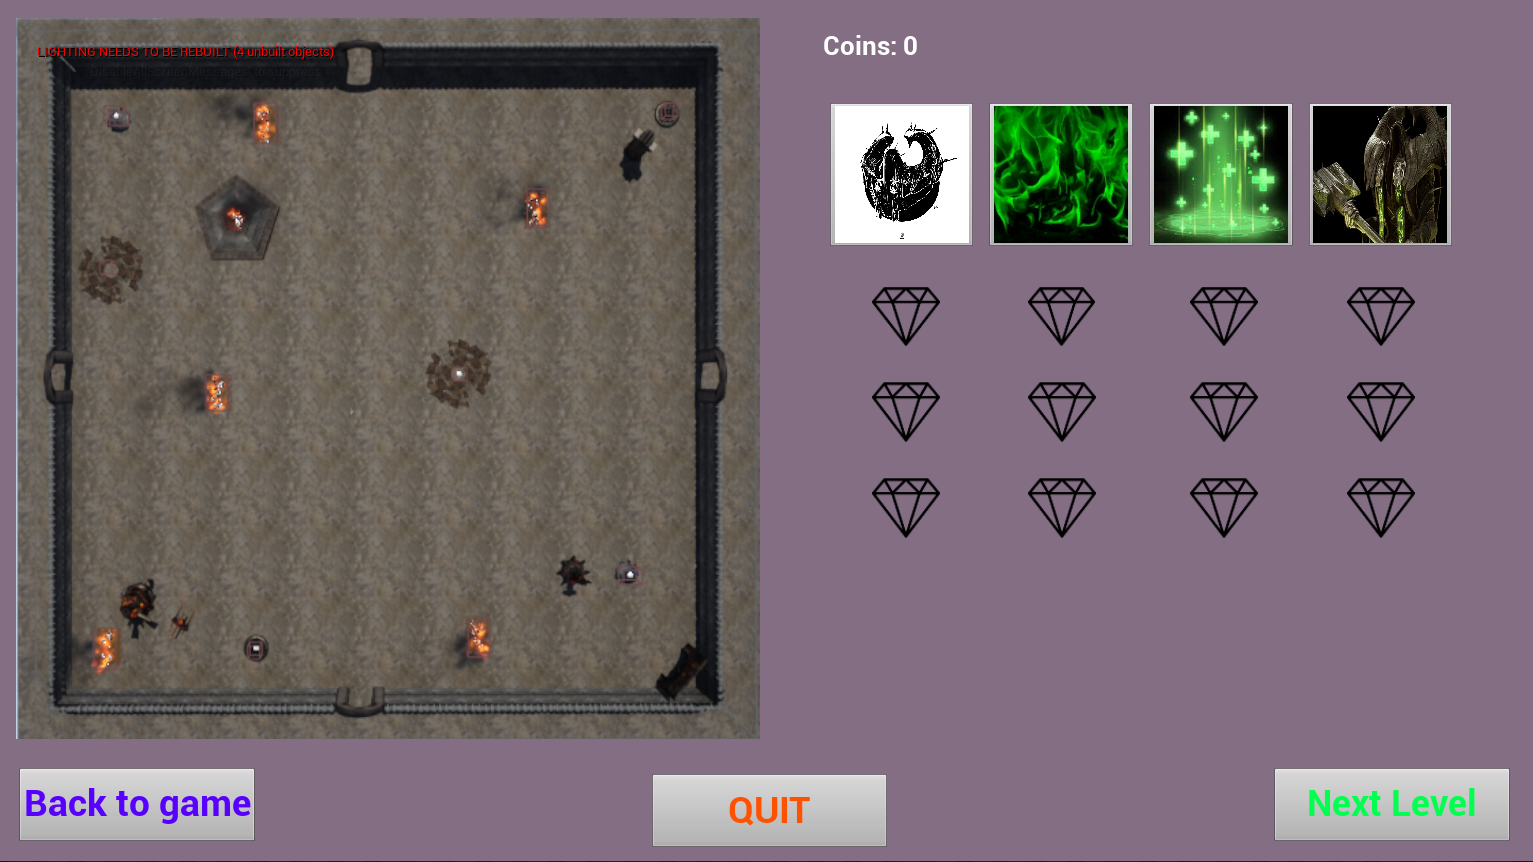 LIGHTING NEEDS TO BE REBUILT (4 unbuilt objects)
Coins: 0
Back to game
QUIT
Next Level